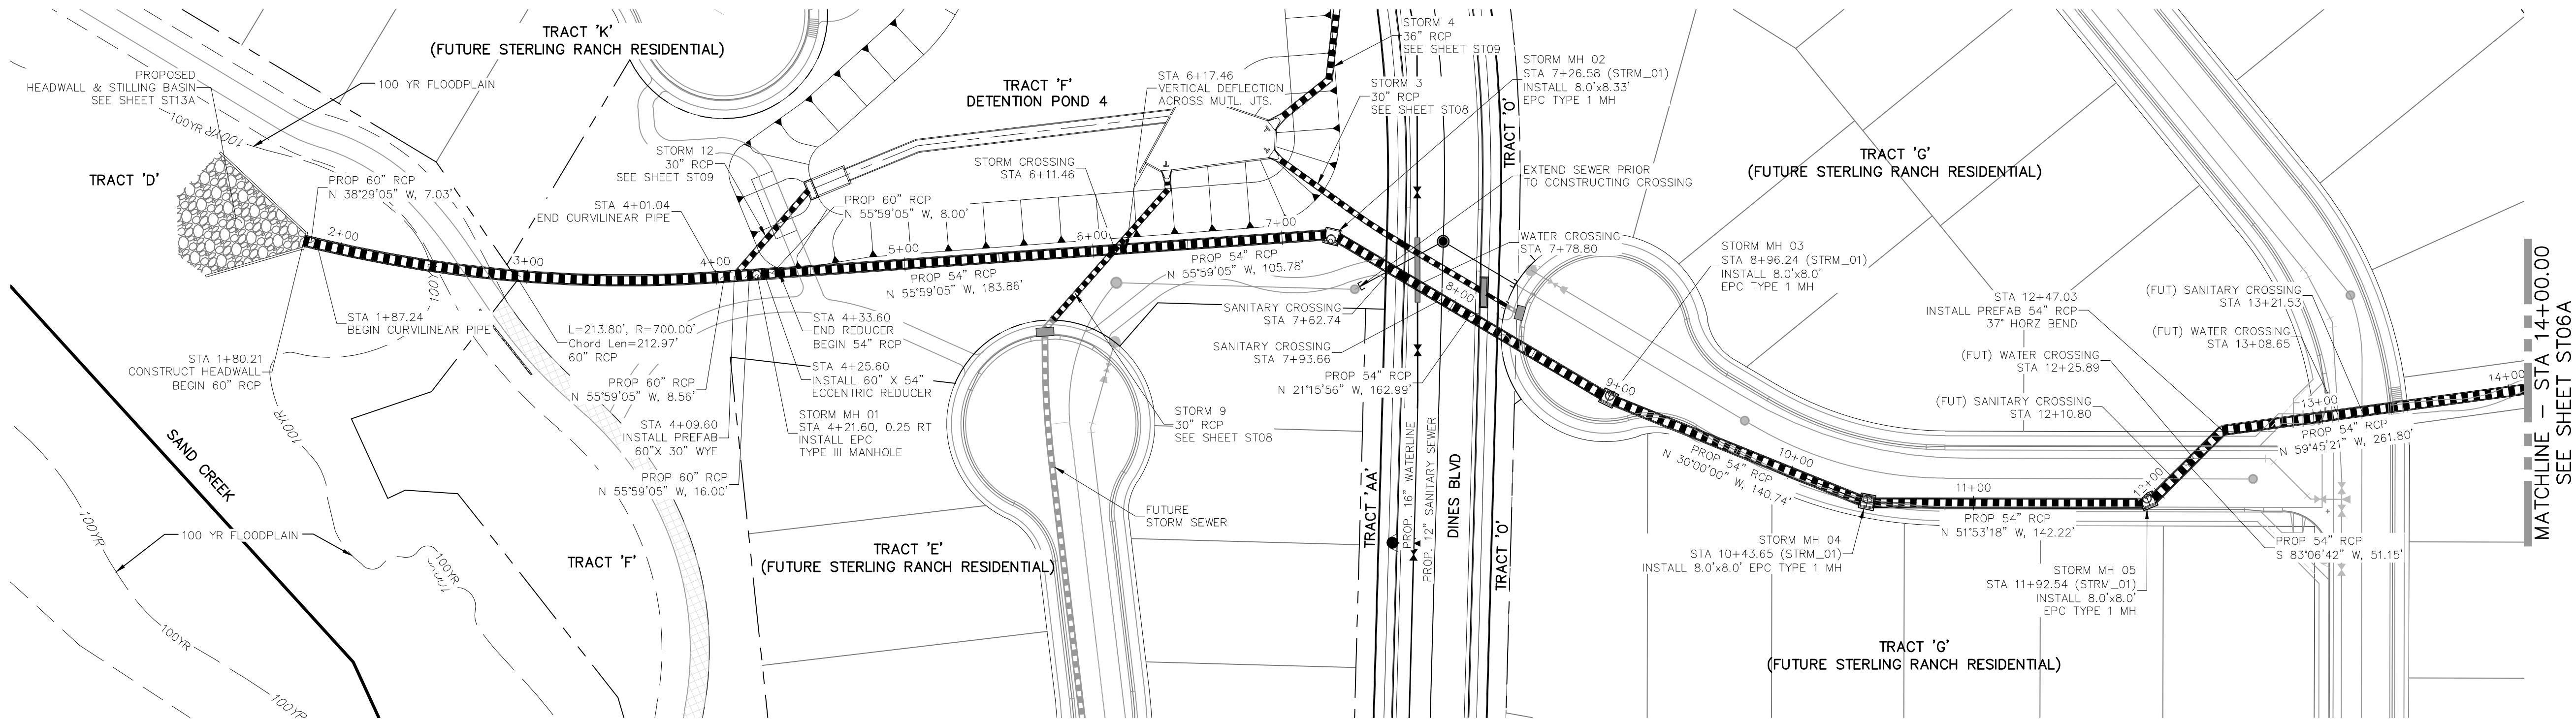 TRACT 'K'
(FUTURE STERLING RANCH RESIDENTIAL)
PROPOSED
HEADWALL & STILLING BASIN
SEE SHEET ST13A
100 YR FLOODPLAIN
100YR
100YR
TRACT 'D'
PROP 60" RCP
N 38°29'05" W, 7.03'
2+00
3+00
4+00
5+00
6+00
7+00
TRACT 'F'
DETENTION POND 4
STORM 12
30" RCP
SEE SHEET ST09
STA 4+01.04
END CURVILINEAR PIPE
PROP 60" RCP
N 55°59'05" W, 8.00'
STORM CROSSING
STA 6+11.46
STA 6+17.46
VERTICAL DEFLECTION
ACROSS MUTL. JTS.
STORM 4
36" RCP
SEE SHEET ST09
STORM 3
30" RCP
SEE SHEET ST08
STORM MH 02
STA 7+26.58 (STRM_01)
INSTALL 8.0'x8.33'
EPC TYPE 1 MH
TRACT 'O'
EXTEND SEWER PRIOR
TO CONSTRUCTING CROSSING
TRACT 'G'
(FUTURE STERLING RANCH RESIDENTIAL)
PROP 54" RCP
N 55°59'05" W, 183.86'
PROP 54" RCP
N 55°59'05" W, 105.78'
WATER CROSSING
STA 7+78.80
8+00
STORM MH 03
STA 8+96.24 (STRM_01)
INSTALL 8.0'x8.0'
EPC TYPE 1 MH
100YR
STA 1+87.24
BEGIN CURVILINEAR PIPE
STA 1+80.21
CONSTRUCT HEADWALL
BEGIN 60" RCP
L=213.80', R=700.00'
Chord Len=212.97'
60" RCP
STA 4+33.60
END REDUCER
BEGIN 54" RCP
STA 4+25.60
INSTALL 60" X 54"
ECCENTRIC REDUCER
PROP 60" RCP
N 55°59'05" W, 8.56'
STORM MH 01
STA 4+21.60, 0.25 RT
INSTALL EPC
TYPE III MANHOLE
STA 4+09.60
INSTALL PREFAB
60"X 30" WYE
PROP 60" RCP
N 55°59'05" W, 16.00'
SANITARY CROSSING
STA 7+62.74
SANITARY CROSSING
STA 7+93.66
PROP 54" RCP
N 21°15'56" W, 162.99'
STORM 9
30" RCP
SEE SHEET ST08
FUTURE
STORM SEWER
9+00
PROP 54" RCP
N 30°00'00" W, 140.74'
10+00
11+00
12+00
13+00
14+00
STA 12+47.03
INSTALL PREFAB 54" RCP
37° HORZ BEND
(FUT) WATER CROSSING
STA 12+25.89
(FUT) SANITARY CROSSING
STA 12+10.80
(FUT) SANITARY CROSSING
STA 13+21.53
(FUT) WATER CROSSING
STA 13+08.65
PROP 54" RCP
N 59°45'21" W, 261.80'
MATCHLINE - STA 14+00.00
SEE SHEET ST06A
SAND CREEK
100YR
100YR
100 YR FLOODPLAIN
100YR
100YR
100YR
TRACT 'F'
TRACT 'E'
(FUTURE STERLING RANCH RESIDENTIAL)
TRACT 'AA'
PROP. 16" WATERLINE
PROP. 12" SANITARY SEWER
DINES BLVD
TRACT 'O'
PROP 54" RCP
N 51°53'18" W, 142.22'
STORM MH 04
STA 10+43.65 (STRM_01)
INSTALL 8.0'x8.0' EPC TYPE 1 MH
STORM MH 05
STA 11+92.54 (STRM_01)
INSTALL 8.0'x8.0'
EPC TYPE 1 MH
PROP 54" RCP
S 83°06'42" W, 51.15'
TRACT 'G'
(FUTURE STERLING RANCH RESIDENTIAL)